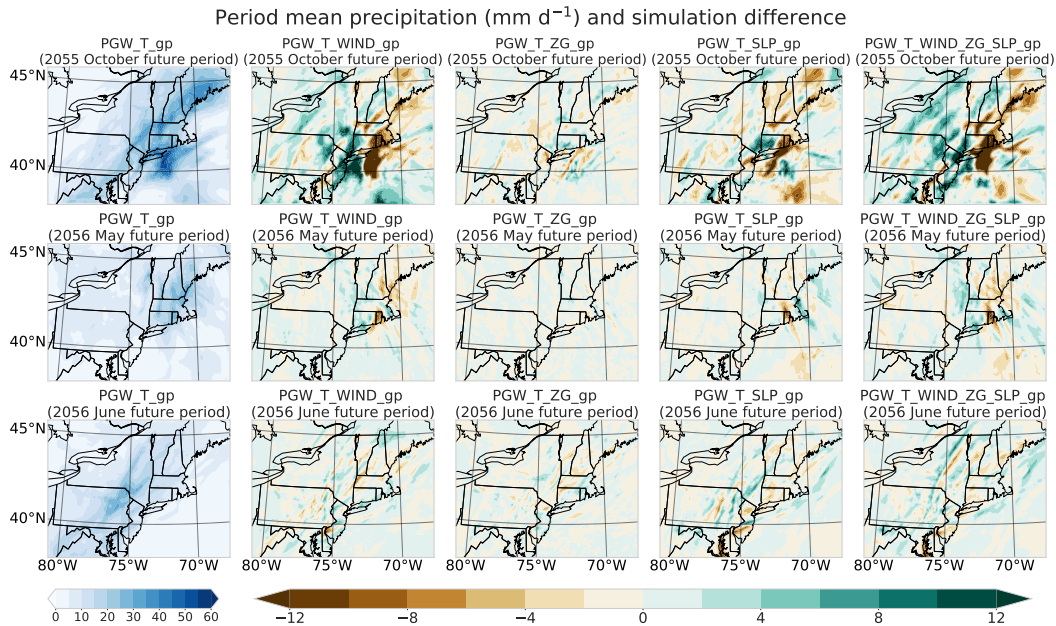 Period mean precipitation (mm d⁻¹) and simulation difference
PGW_T_gp PGW_T_WIND_gp PGW_T_ZG_gp PGW_T_SLP_gp PGW_T_WIND_ZG_SLP_gp
(2055 October future period) (2055 October future period) (2055 October future period) (2055 October future period) (2055 October future period)
45°N
40°N
PGW_T_gp PGW_T_WIND_gp PGW_T_ZG_gp PGW_T_SLP_gp PGW_T_WIND_ZG_SLP_gp
(2056 May future period) (2056 May future period) (2056 May future period) (2056 May future period) (2056 May future period)
45°N
40°N
PGW_T_gp PGW_T_WIND_gp PGW_T_ZG_gp PGW_T_SLP_gp PGW_T_WIND_ZG_SLP_gp
(2056 June future period) (2056 June future period) (2056 June future period) (2056 June future period) (2056 June future period)
45°N
40°N
80°W 75°W 70°W 80°W 75°W 70°W 80°W 75°W 70°W 80°W 75°W 70°W 80°W 75°W 70°W
0 10 20 30 40 50 60 −12 −8 −4 0 4 8 12